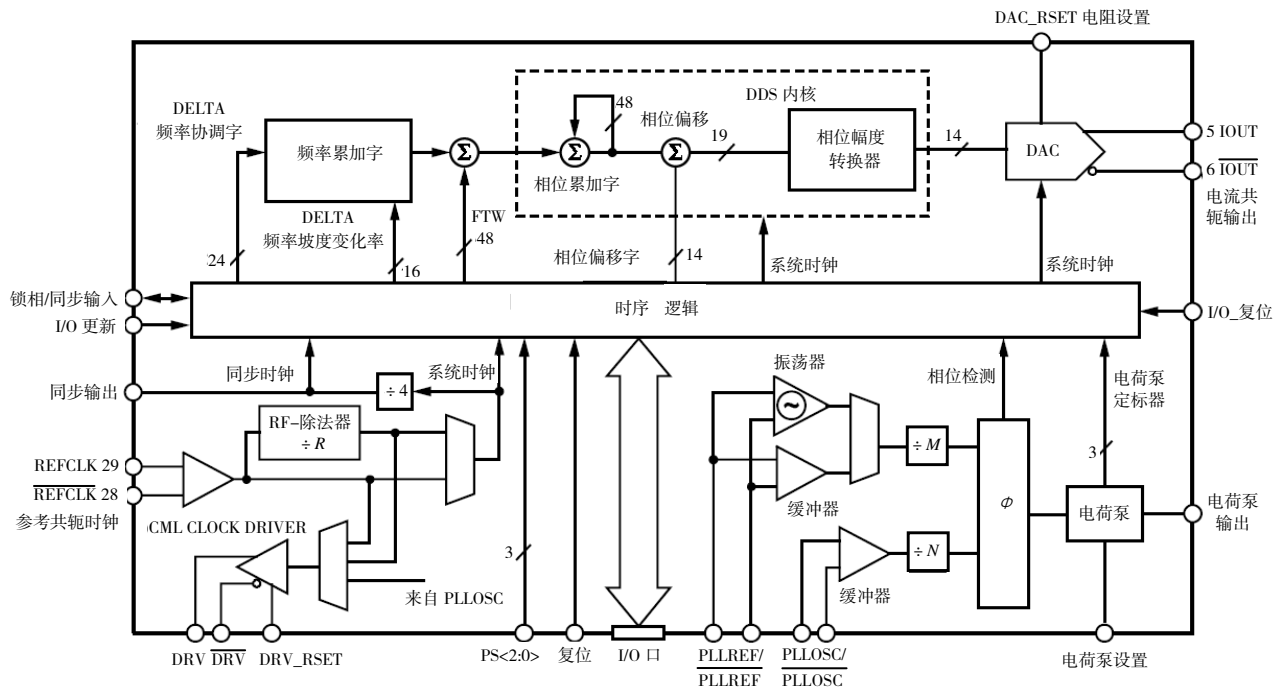 DAC_RSET 电阻设置
DELTA
频率协调字
频率累加字
Σ
48
Σ
相位累加字
相位偏移
Σ
DDS 内核
19
相位幅度
转换器
14
DAC
5 IOUT
6 IOUT
电流共
轭输出
DELTA
频率坡度变化率
24
16
FTW
48
相位偏移字
14
系统时钟
系统时钟
锁相/同步输入
I/O 更新
时序 逻辑
I/O_复位
同步输出
同步时钟
÷4
系统时钟
RF-除法器
÷R
REFCLK 29
REFCLK 28
参考共轭时钟
CML CLOCK DRIVER
来自 PLLOSC
3
振荡器
~
缓冲器
÷M
缓冲器
÷N
相位检测
Φ
电荷泵
定标器
3
电荷泵
电荷泵
输出
DRV DRV DRV_RSET
PS<2:0>
复位
I/O 口
PLLREF/
PLLREF
PLLOSC/
PLLOSC
电荷泵设置